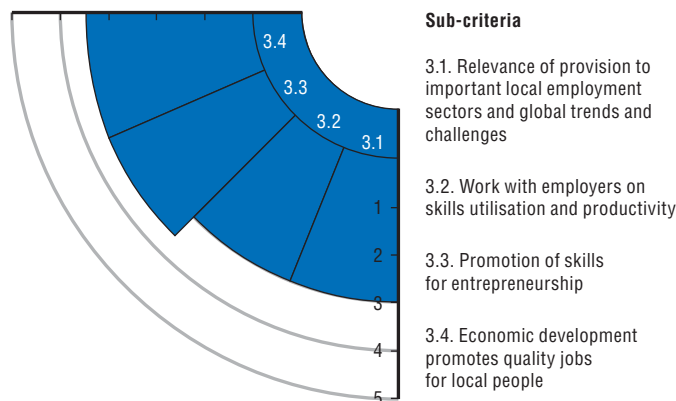 3.4
3.3
3.2
3.1
1
2
3
4
5
Sub-criteria
3.1. Relevance of provision to
important local employment
sectors and global trends and
challenges
3.2. Work with employers on
skills utilisation and productivity
3.3. Promotion of skills
for entrepreneurship
3.4. Economic development
promotes quality jobs
for local people